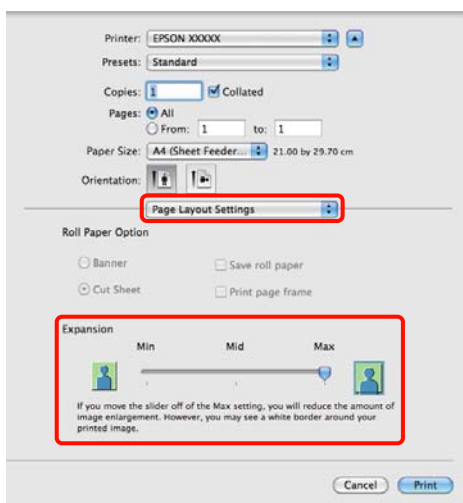 Printer: EPSON XXXXX
Presets: Standard
Copies: 1 Collated
Pages: All
From: 1 to: 1
Paper Size: A4 (Sheet Feeder... 21.00 by 29.70 cm
Orientation:
Page Layout Settings
Roll Paper Option
Banner Save roll paper
Cut Sheet Print page frame
Expansion
Min Mid Max
If you move the slider off of the Max setting, you will reduce the amount of
image enlargement. However, you may see a white border around your
printed image.
Cancel Print